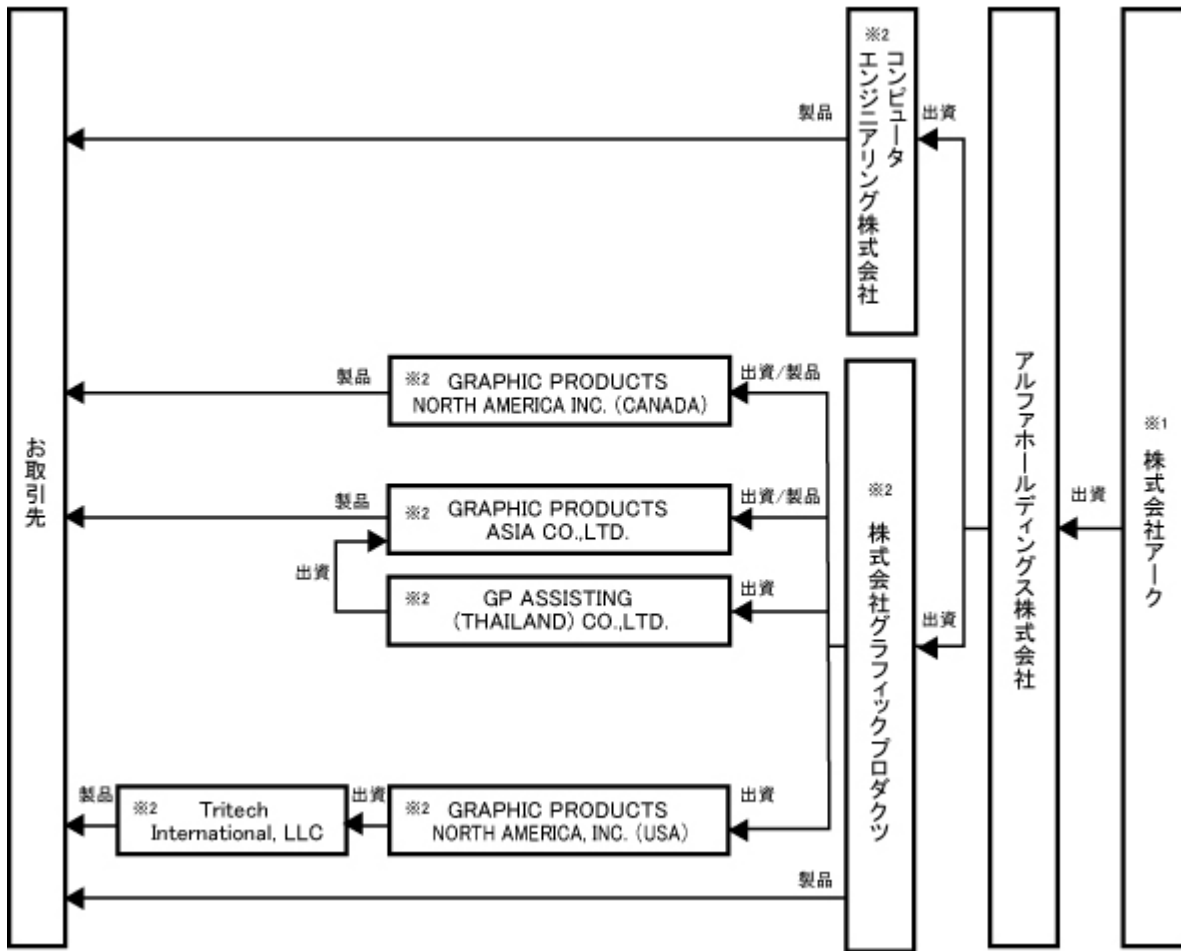 お取引先
製品
※2
コンピュータ
エンジニアリング株式会社
出資
製品
※2 GRAPHIC PRODUCTS
NORTH AMERICA INC. (CANADA)
出資/製品
製品
※2 GRAPHIC PRODUCTS
ASIA CO.,LTD.
出資/製品
出資
※2 GP ASSISTING
(THAILAND) CO.,LTD.
出資
製品
※2 Tritech
International, LLC
出資
※2 GRAPHIC PRODUCTS
NORTH AMERICA, INC. (USA)
出資
製品
※2 株式会社グラフィックプロダクツ
出資
アルファホールディングス株式会社
出資
※1 株式会社アーク